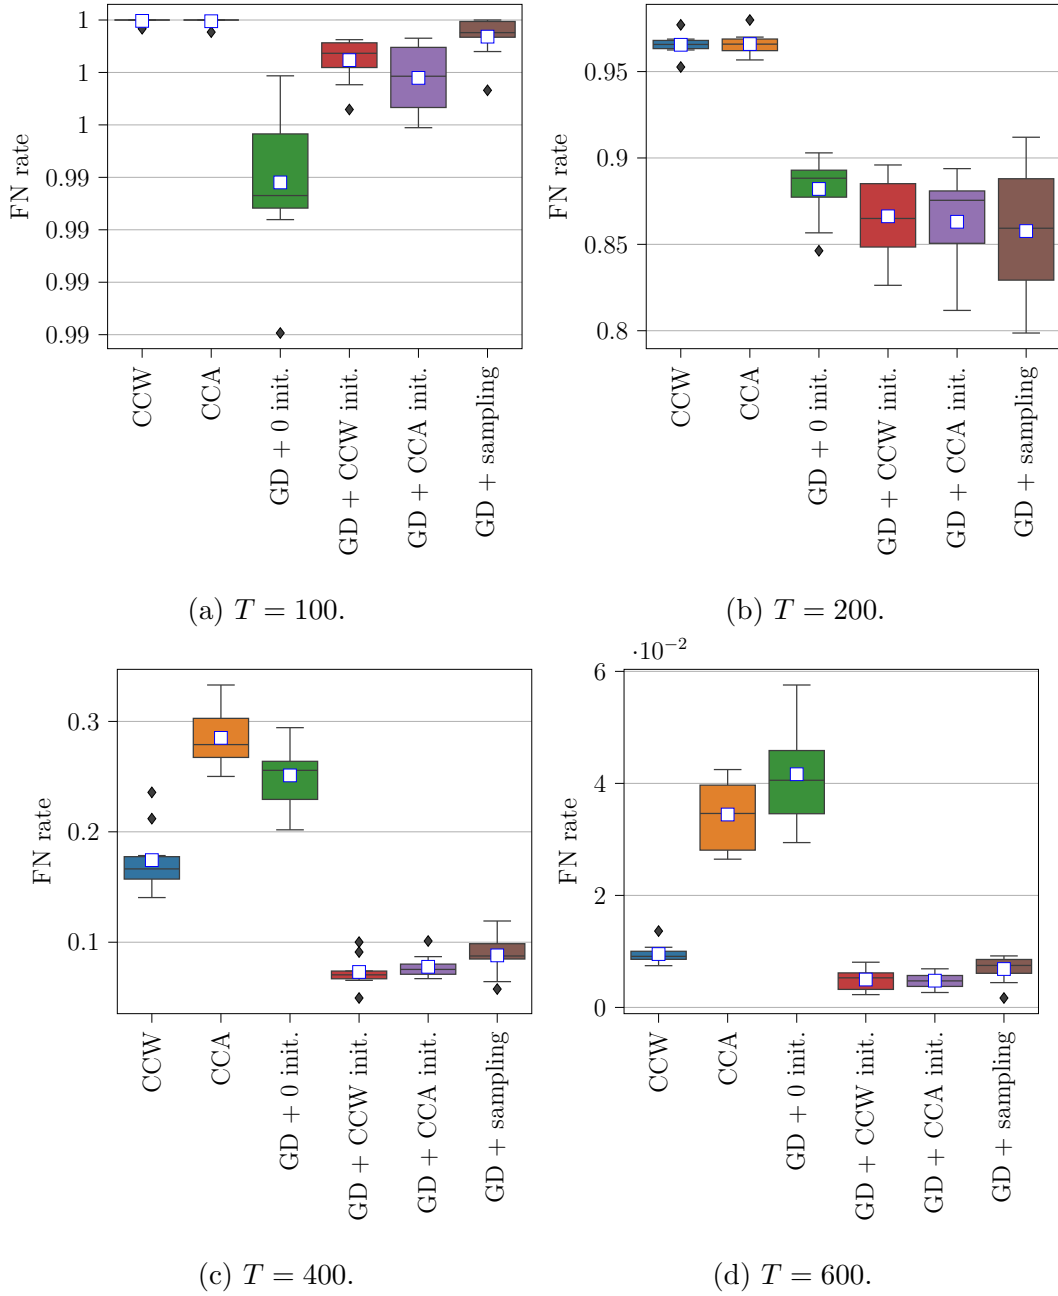 1
1
1
0.99
0.99
0.99
0.99
FN rate
CCW
CCA
GD + 0 init.
GD + CCW init.
GD + CCA init.
GD + sampling
(a) T = 100.
0.95
0.9
0.85
0.8
FN rate
CCW
CCA
GD + 0 init.
GD + CCW init.
GD + CCA init.
GD + sampling
(b) T = 200.
0.3
0.2
0.1
FN rate
CCW
CCA
GD + 0 init.
GD + CCW init.
GD + CCA init.
GD + sampling
(c) T = 400.
·10⁻²
6
4
2
0
FN rate
CCW
CCA
GD + 0 init.
GD + CCW init.
GD + CCA init.
GD + sampling
(d) T = 600.